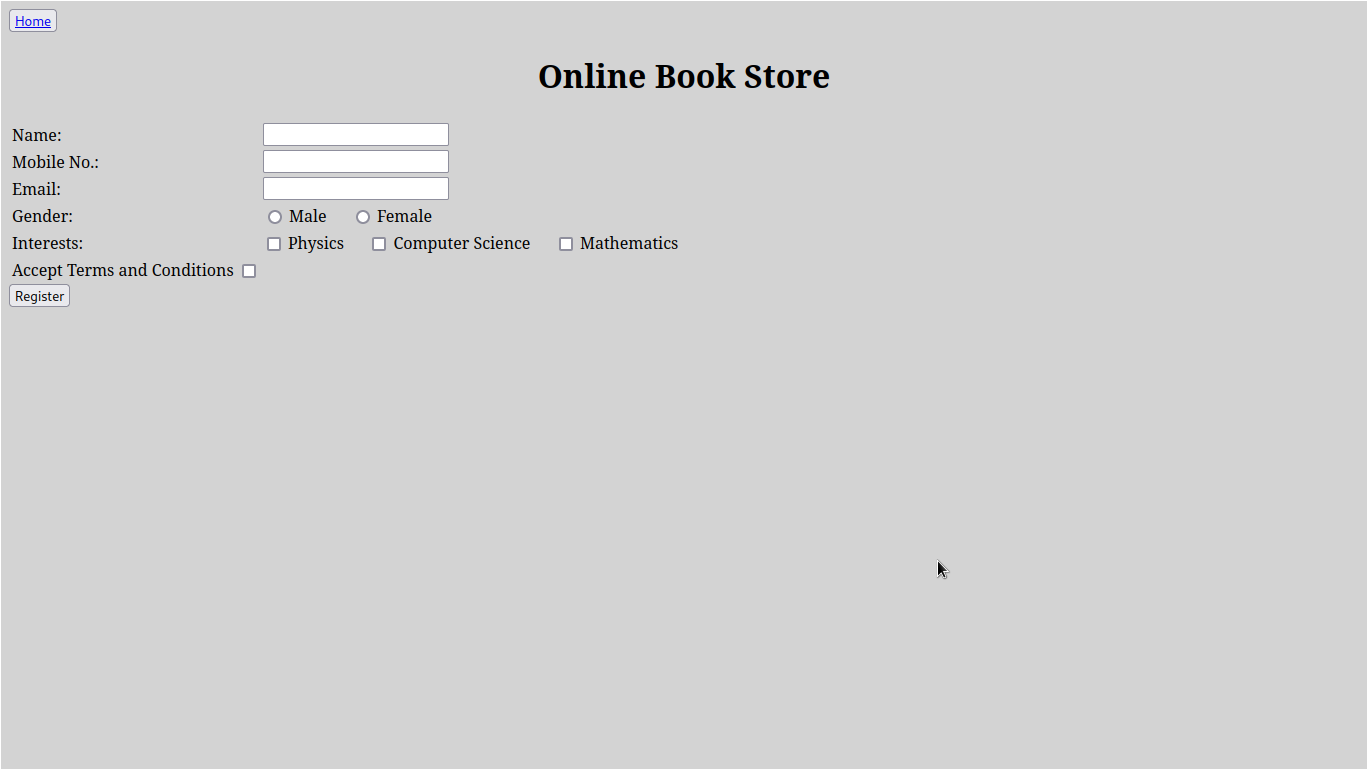 Home
Online Book Store
Name:
Mobile No.:
Email:
Gender: Male Female
Interests: Physics Computer Science Mathematics
Accept Terms and Conditions
Register